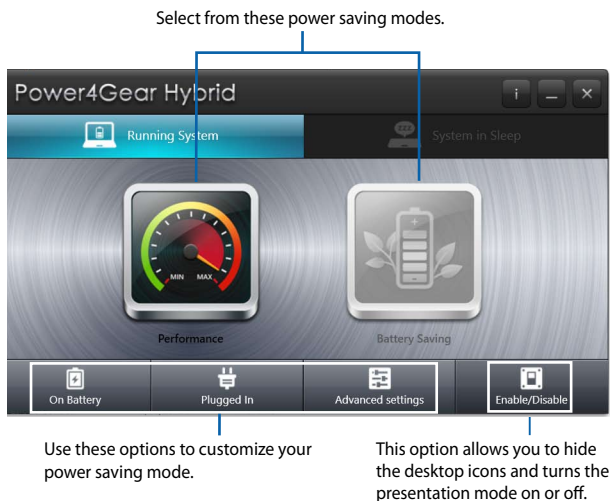 Select from these power saving modes.
Power4Gear Hybrid
i
Running System
zzz
System in Sleep
MIN MAX
Performance
Battery Saving
On Battery
Plugged In
Advanced settings
Enable/Disable
Use these options to customize your
power saving mode.
This option allows you to hide
the desktop icons and turns the
presentation mode on or off.